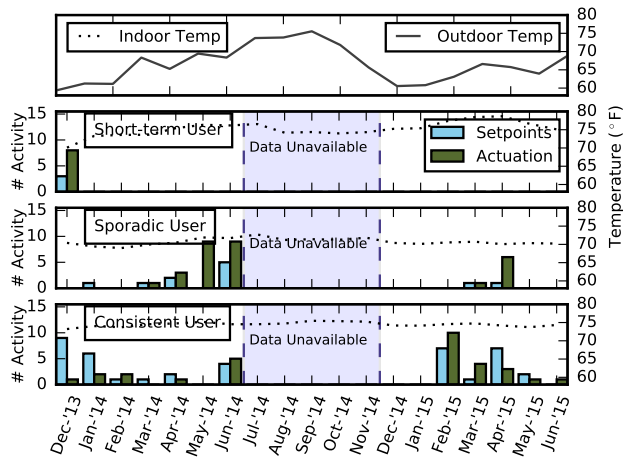 Indoor Temp
Outdoor Temp
80
75
70
65
60
15
10
5
0
# Activity
Short-term User
Data Unavailable
Setpoints
Actuation
80
75
70
65
60
Temperature (°F)
15
10
5
0
# Activity
Sporadic User
Data Unavailable
80
75
70
65
60
15
10
5
0
# Activity
Consistent User
Data Unavailable
80
75
70
65
60
Dec-'13
Jan-'14
Feb-'14
Mar-'14
Apr-'14
May-'14
Jun-'14
Jul-'14
Aug-'14
Sep-'14
Oct-'14
Nov-'14
Dec-'14
Jan-'15
Feb-'15
Mar-'15
Apr-'15
May-'15
Jun-'15